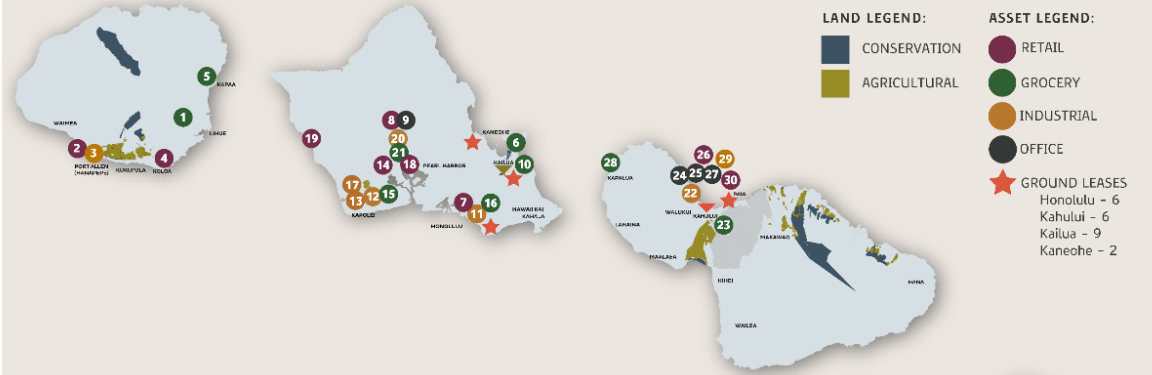 LAND LEGEND:
CONSERVATION
AGRICULTURAL
ASSET LEGEND:
RETAIL
GROCERY
INDUSTRIAL
OFFICE
GROUND LEASES
Honolulu – 6
Kahului – 6
Kailua – 9
Kaneohe – 2
5
KAPAA
1
WAIMEA
LIHUE
2
3
4
PORT ALLEN
(HANAPEPE)
KUKUIULA
KOLOA
8
9
19
20
21
14
18
PEARL HARBOR
KANEOHE
6
KAILUA
10
17
12
15
13
KAPOLEI
7
16
11
HONOLULU
HAWAII KAI
KAHALA
28
KAPALUA
26
29
24
25
27
30
22
PAIA
WAILUKU
KAHULUI
23
LAHAINA
MAKAWAO
MAALAEA
KIHEI
HANA
WAILEA